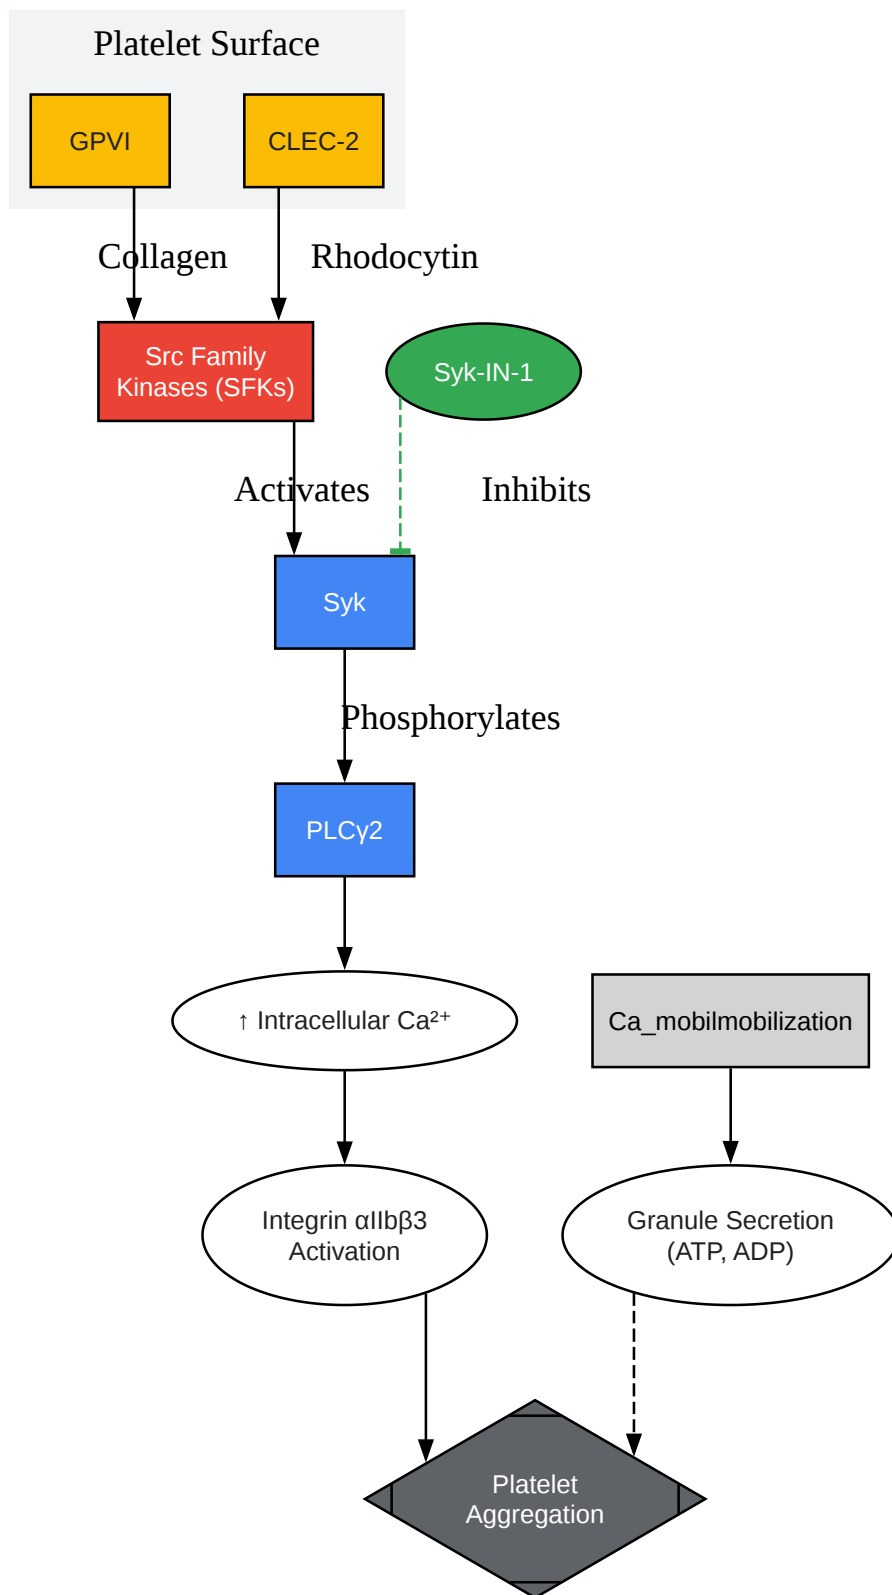 Platelet Surface
GPVI
CLEC-2
Collagen
Rhodocytin
Src Family
Kinases (SFKs)
Syk-IN-1
Activates
Inhibits
Syk
Phosphorylates
PLCγ2
↑ Intracellular Ca²⁺
Ca_mobilmobilization
Integrin αIIbβ3
Activation
Granule Secretion
(ATP, ADP)
Platelet
Aggregation